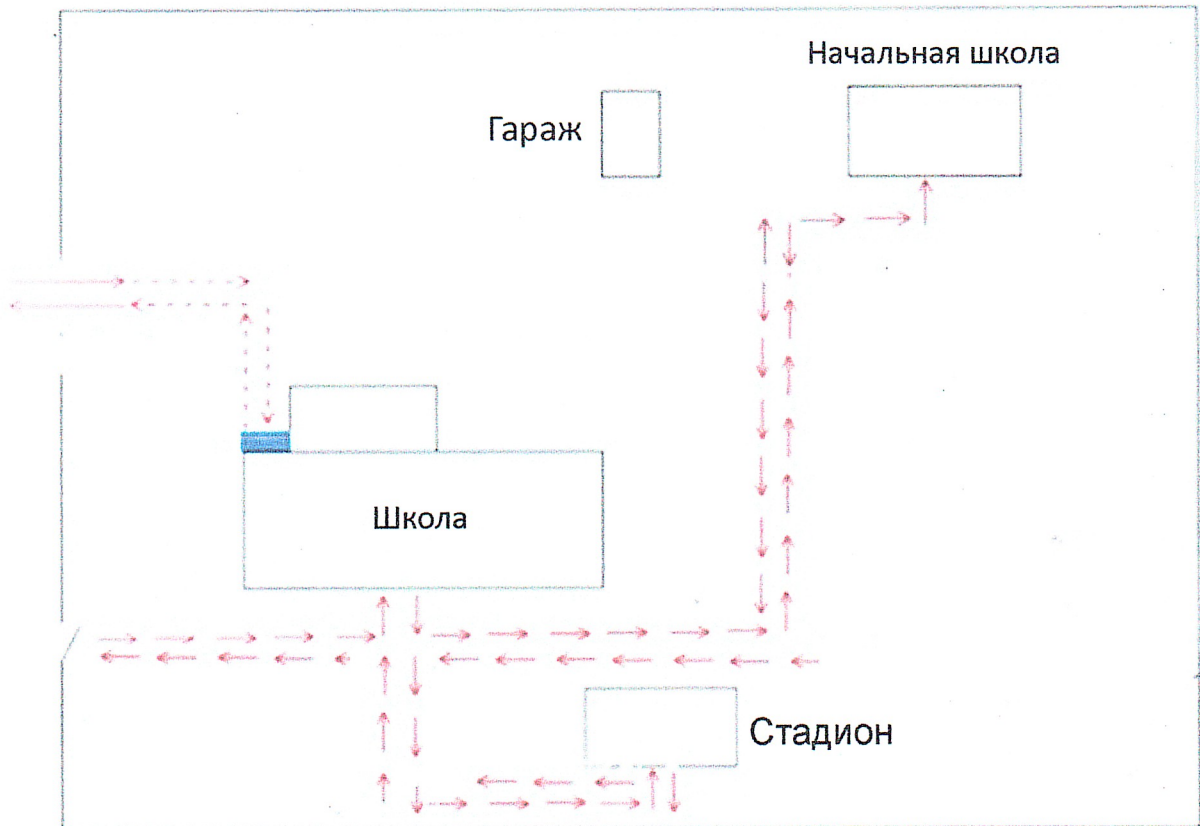 Начальная школа
Гараж
Школа
Стадион